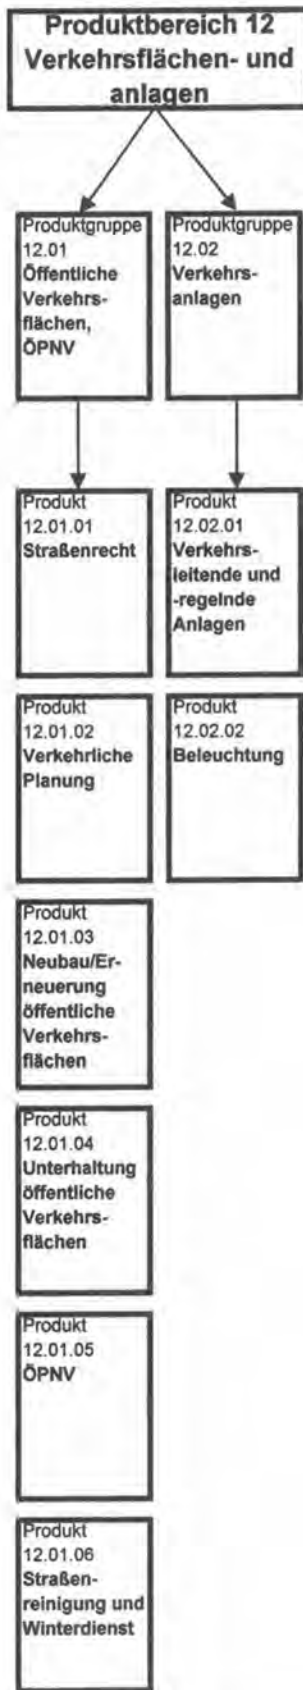 Produktbereich 12
Verkehrsflächen- und
anlagen
Produktgruppe
12.01
Öffentliche
Verkehrs-
flächen,
ÖPNV
Produktgruppe
12.02
Verkehrs-
anlagen
Produkt
12.01.01
Straßenrecht
Produkt
12.02.01
Verkehrs-
leitende und
-regelnde
Anlagen
Produkt
12.01.02
Verkehrliche
Planung
Produkt
12.02.02
Beleuchtung
Produkt
12.01.03
Neubau/Er-
neuerung
öffentliche
Verkehrs-
flächen
Produkt
12.01.04
Unterhaltung
öffentliche
Verkehrs-
flächen
Produkt
12.01.05
ÖPNV
Produkt
12.01.06
Straßen-
reinigung und
Winterdienst